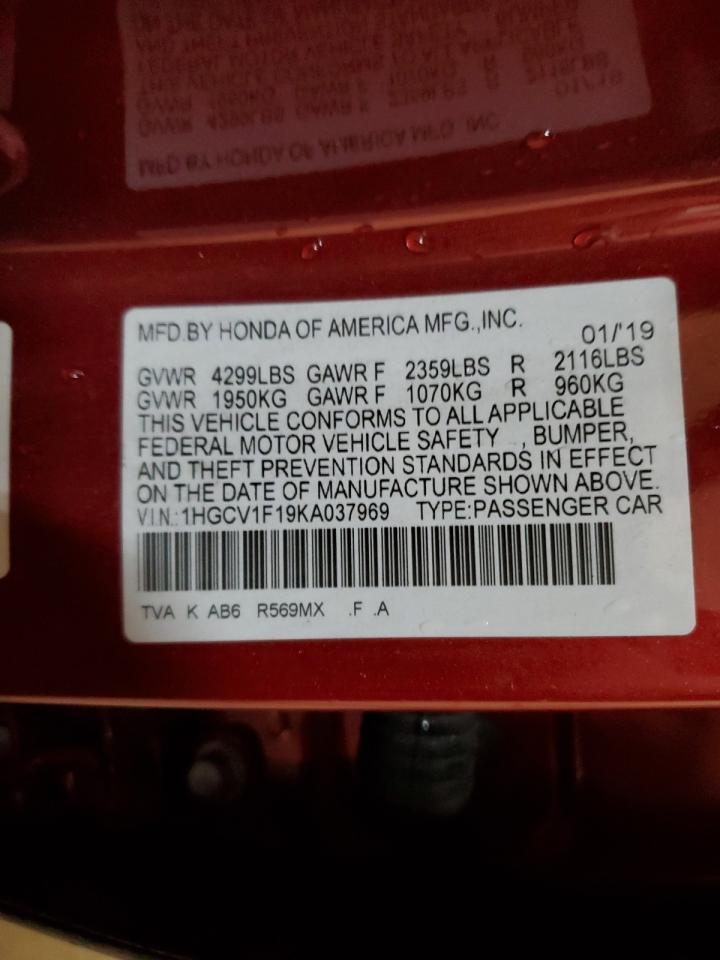 MFD.BY HONDA OF AMERICA MFG.,INC. 01/'19
GVWR 4299LBS GAWR F 2359LBS R 2116LBS
GVWR 1950KG GAWR F 1070KG R 960KG
THIS VEHICLE CONFORMS TO ALL APPLICABLE
FEDERAL MOTOR VEHICLE SAFETY , BUMPER,
AND THEFT PREVENTION STANDARDS IN EFFECT
ON THE DATE OF MANUFACTURE SHOWN ABOVE.
V.I.N.:1HGCV1F19KA037969 TYPE:PASSENGER CAR
TVA K AB6 R569MX .F .A